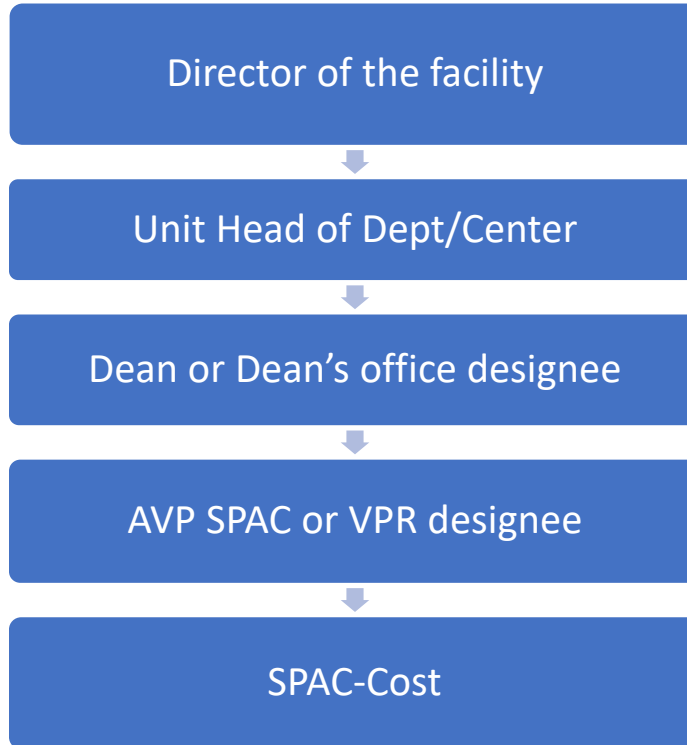 Director of the facility
Unit Head of Dept/Center
Dean or Dean’s office designee
AVP SPAC or VPR designee
SPAC-Cost